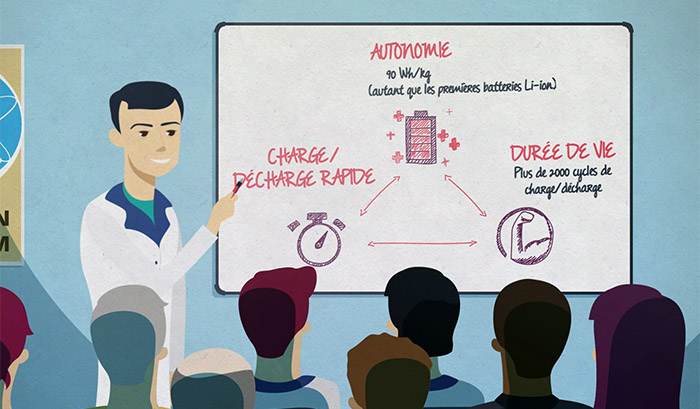 AUTONOMIE
90 Wh/kg
(autant que les premières batteries Li-ion)
CHARGE/
DÉCHARGE RAPIDE
DURÉE DE VIE
Plus de 2000 cycles de
charge/décharge
N
M